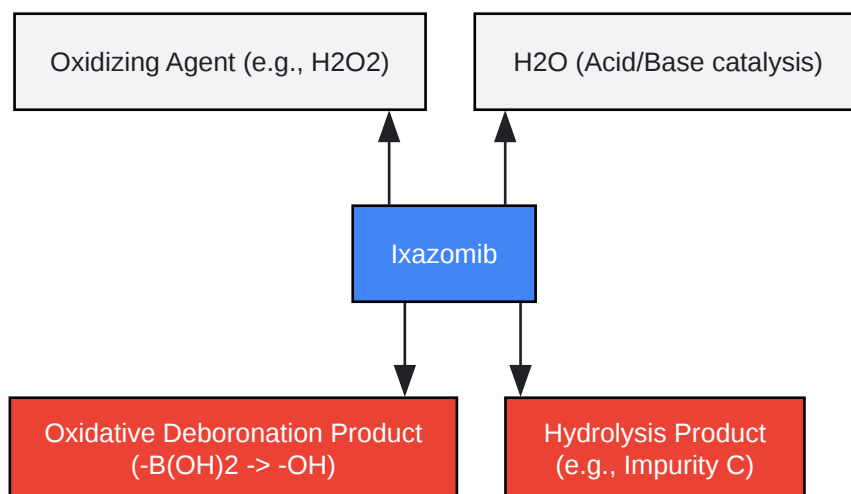 Oxidizing Agent (e.g., H2O2)
H2O (Acid/Base catalysis)
Ixazomib
Oxidative Deboronation Product
(-B(OH)2 -> -OH)
Hydrolysis Product
(e.g., Impurity C)